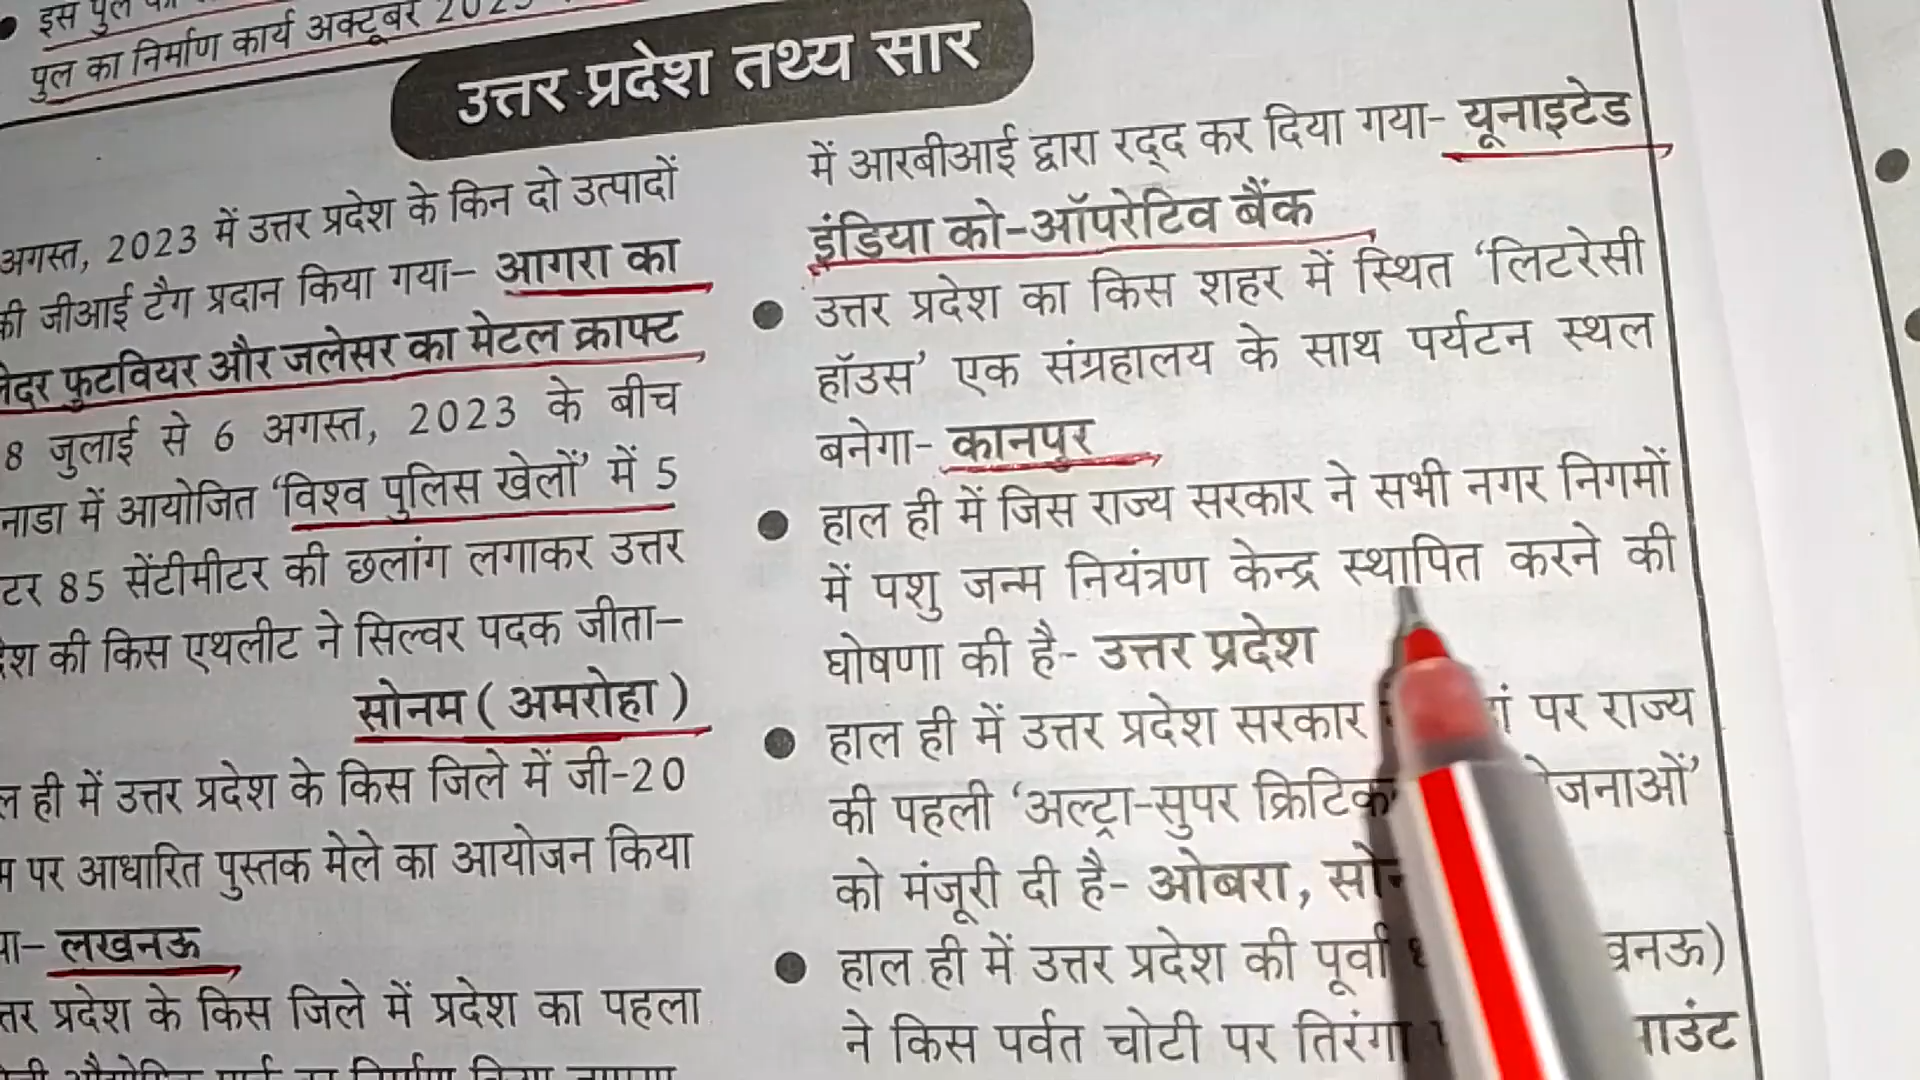 इस पुल
पुल का निर्माण कार्य अक्टूबर 2025
उत्तर प्रदेश तथ्य सार
अगस्त, 2023 में उत्तर प्रदेश के किन दो उत्पादों
की जीआई टैग प्रदान किया गया– आगरा का
लेदर फुटवियर और जलेसर का मेटल क्राफ्ट
8 जुलाई से 6 अगस्त, 2023 के बीच
नाडा में आयोजित ‘विश्व पुलिस खेलों’ में 5
टर 85 सेंटीमीटर की छलांग लगाकर उत्तर
देश की किस एथलीट ने सिल्वर पदक जीता–
सोनम ( अमरोहा )
ल ही में उत्तर प्रदेश के किस जिले में जी-20
म पर आधारित पुस्तक मेले का आयोजन किया
या– लखनऊ
त्तर प्रदेश के किस जिले में प्रदेश का पहला
में आरबीआई द्वारा रद्द कर दिया गया- यूनाइटेड
इंडिया को-ऑपरेटिव बैंक
● उत्तर प्रदेश का किस शहर में स्थित ‘लिटरेसी
हॉउस’ एक संग्रहालय के साथ पर्यटन स्थल
बनेगा- कानपुर
● हाल ही में जिस राज्य सरकार ने सभी नगर निगमों
में पशु जन्म नियंत्रण केन्द्र स्थापित करने की
घोषणा की है- उत्तर प्रदेश
● हाल ही में उत्तर प्रदेश सरकार पर राज्य
की पहली ‘अल्ट्रा-सुपर क्रिटिक जनाओं’
को मंजूरी दी है- ओबरा,
● हाल ही में उत्तर प्रदेश की पूर्वा खनऊ)
ने किस पर्वत चोटी पर तिरंगा माउंट